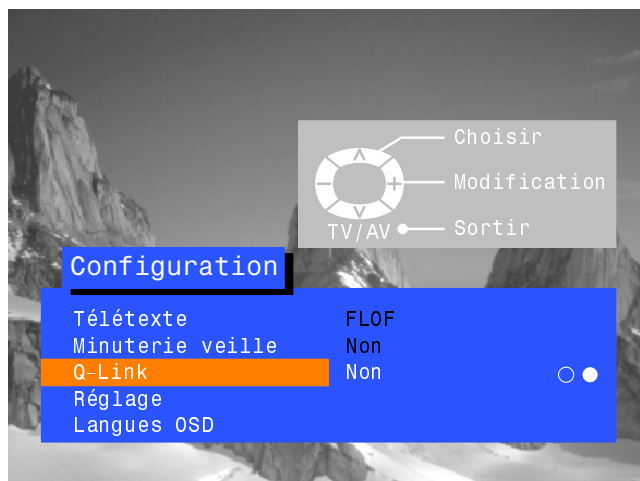 Choisir
Modification
TV/AV Sortir
Configuration
Télétexte FLOF
Minuterie veille Non
Q-Link Non
Réglage
Langues OSD